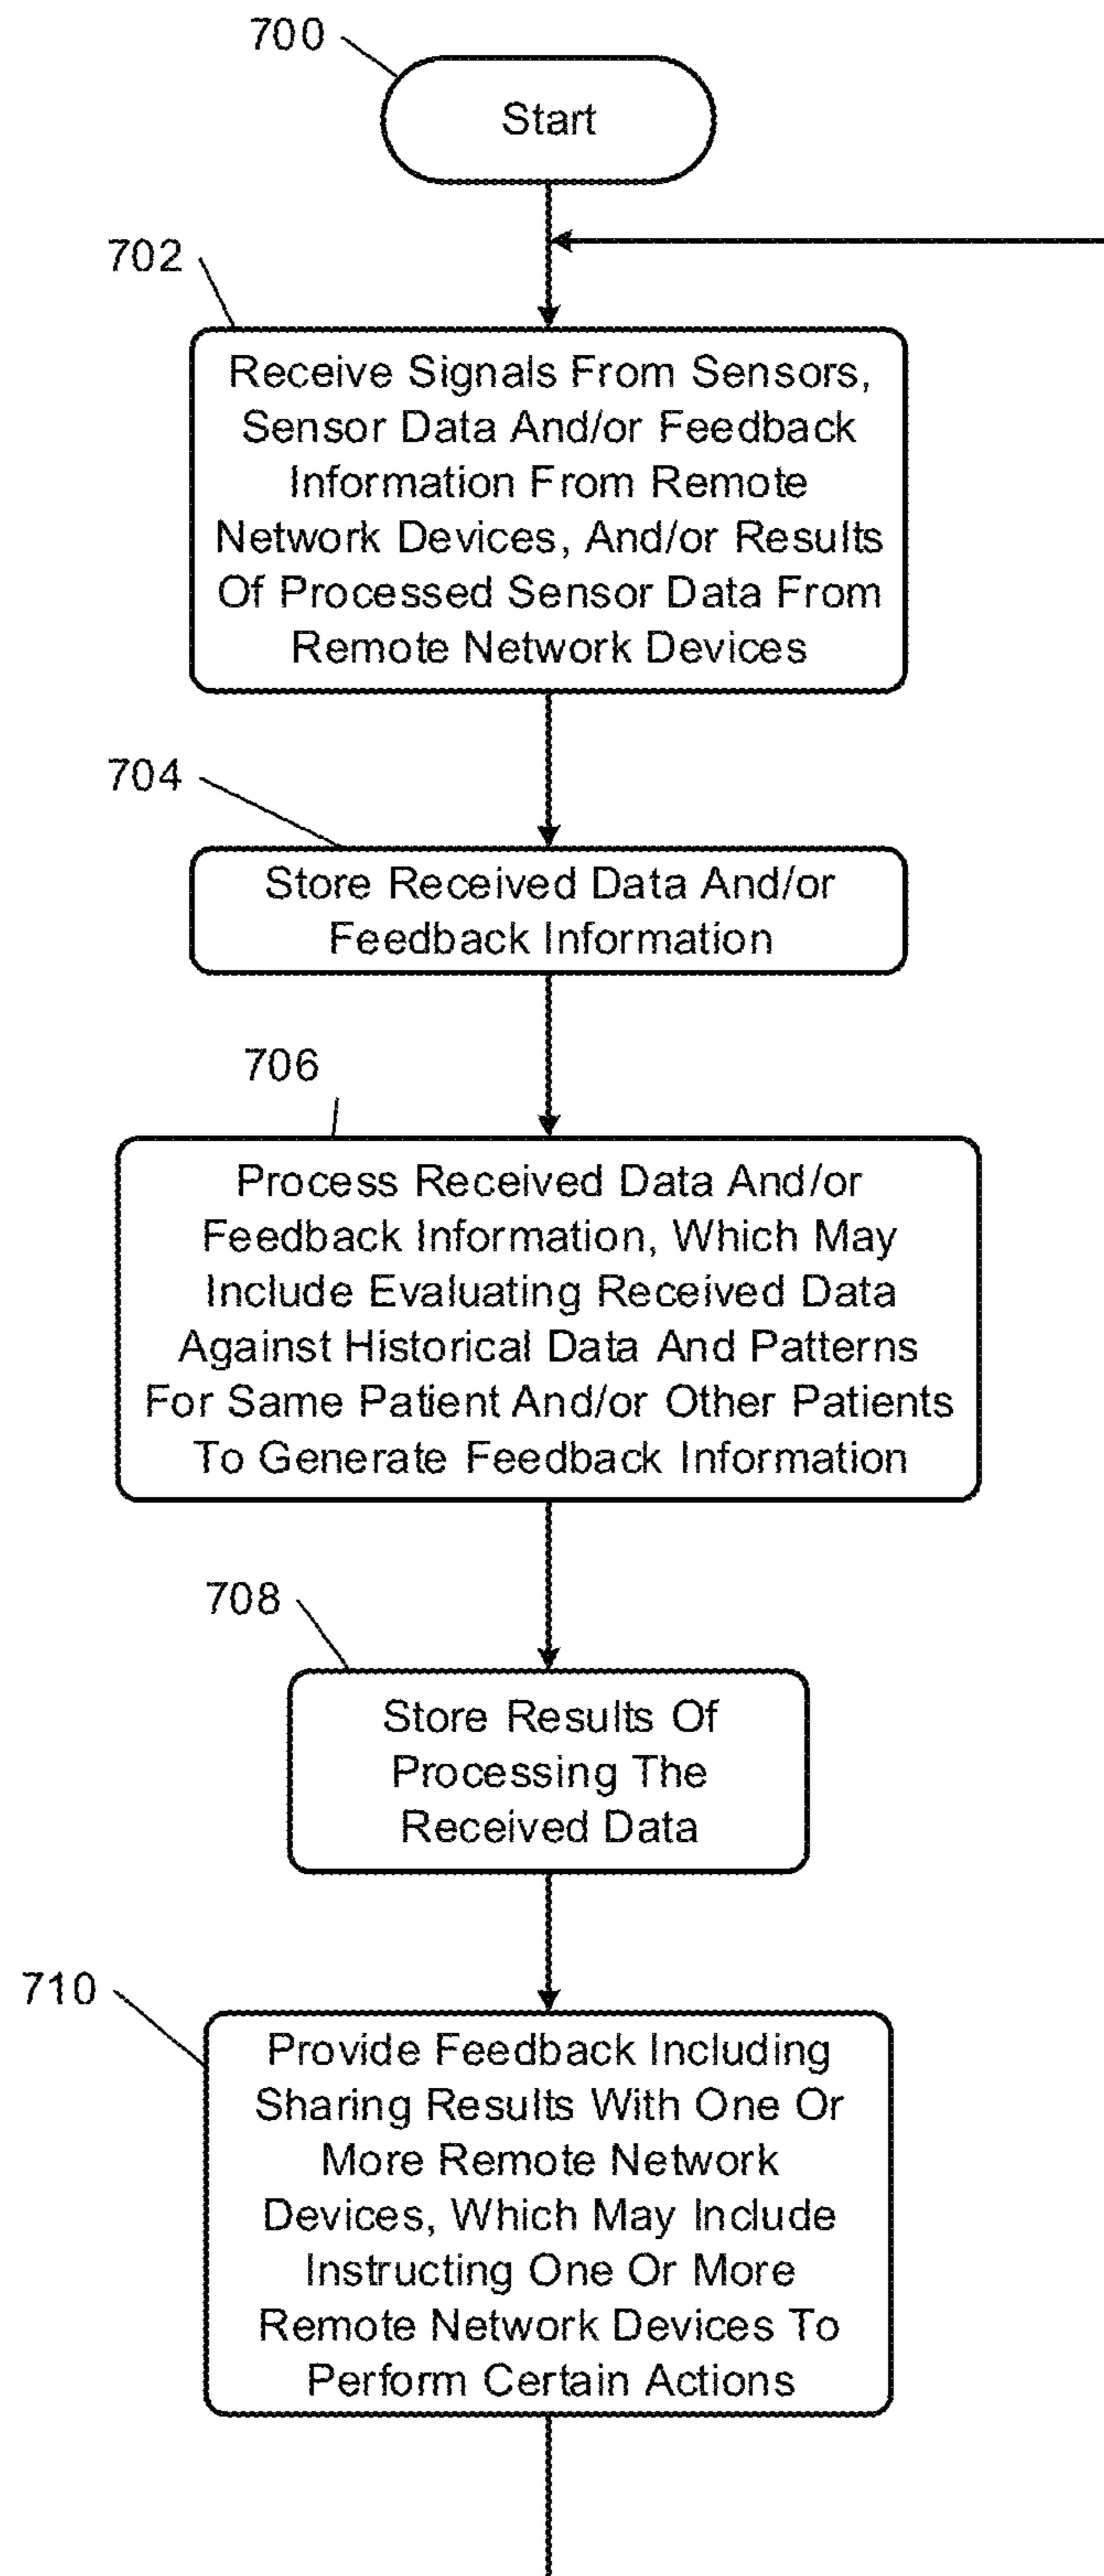 700
Start
702
Receive Signals From Sensors,
Sensor Data And/or Feedback
Information From Remote
Network Devices, And/or Results
Of Processed Sensor Data From
Remote Network Devices
704
Store Received Data And/or
Feedback Information
706
Process Received Data And/or
Feedback Information, Which May
Include Evaluating Received Data
Against Historical Data And Patterns
For Same Patient And/or Other Patients
To Generate Feedback Information
708
Store Results Of
Processing The
Received Data
710
Provide Feedback Including
Sharing Results With One Or
More Remote Network
Devices, Which May Include
Instructing One Or More
Remote Network Devices To
Perform Certain Actions